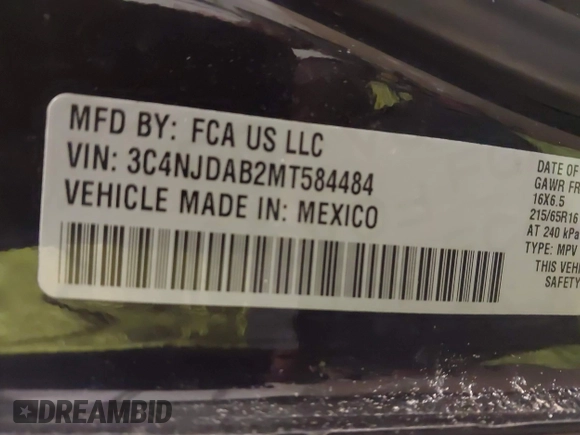 MFD BY: FCA US LLC
VIN: 3C4NJDAB2MT584484
VEHICLE MADE IN: MEXICO
DATE OF
GAWR FR
16X6.5
215/65R16
AT 240 kPa
TYPE: MPV
THIS VEHI
SAFETY
DREAMBID